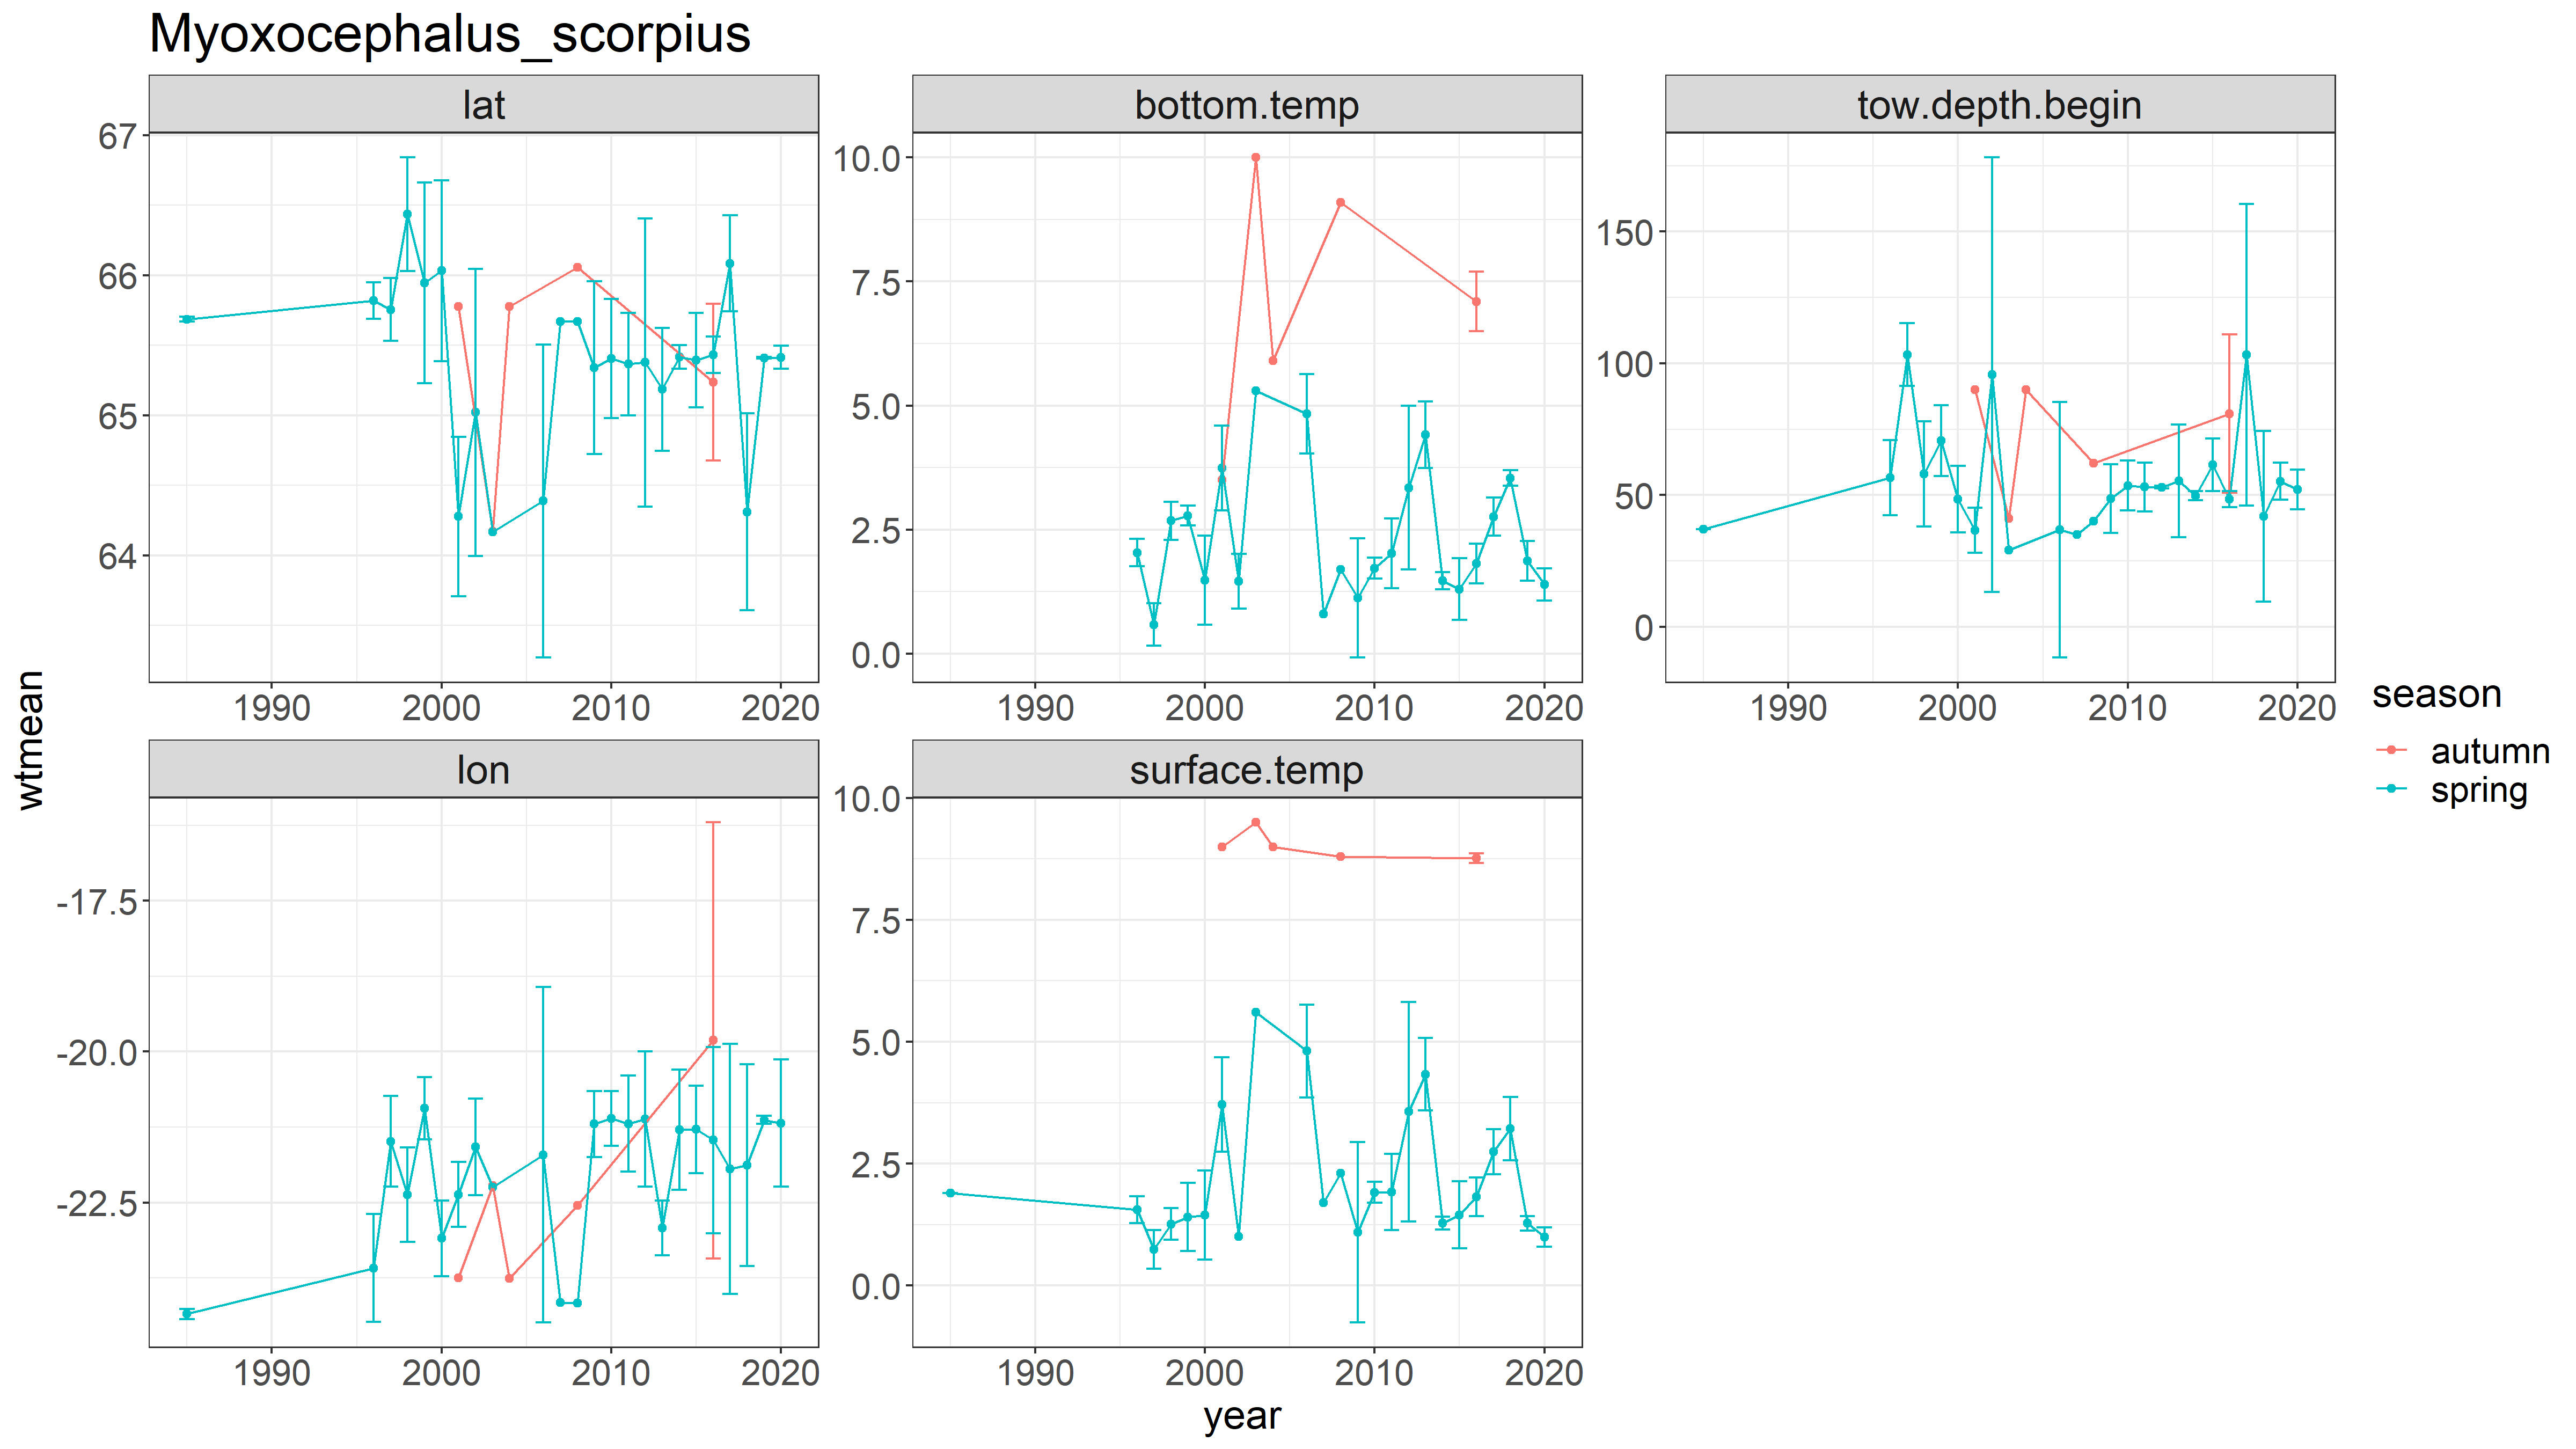 Myoxocephalus_scorpius
lat
bottom.temp
tow.depth.begin
67
66
65
64
10.0
7.5
5.0
2.5
0.0
150
100
50
0
1990 2000 2010 2020
1990 2000 2010 2020
1990 2000 2010 2020
lon
surface.temp
-17.5
-20.0
-22.5
10.0
7.5
5.0
2.5
0.0
1990 2000 2010 2020
1990 2000 2010 2020
wtmean
year
season
autumn
spring